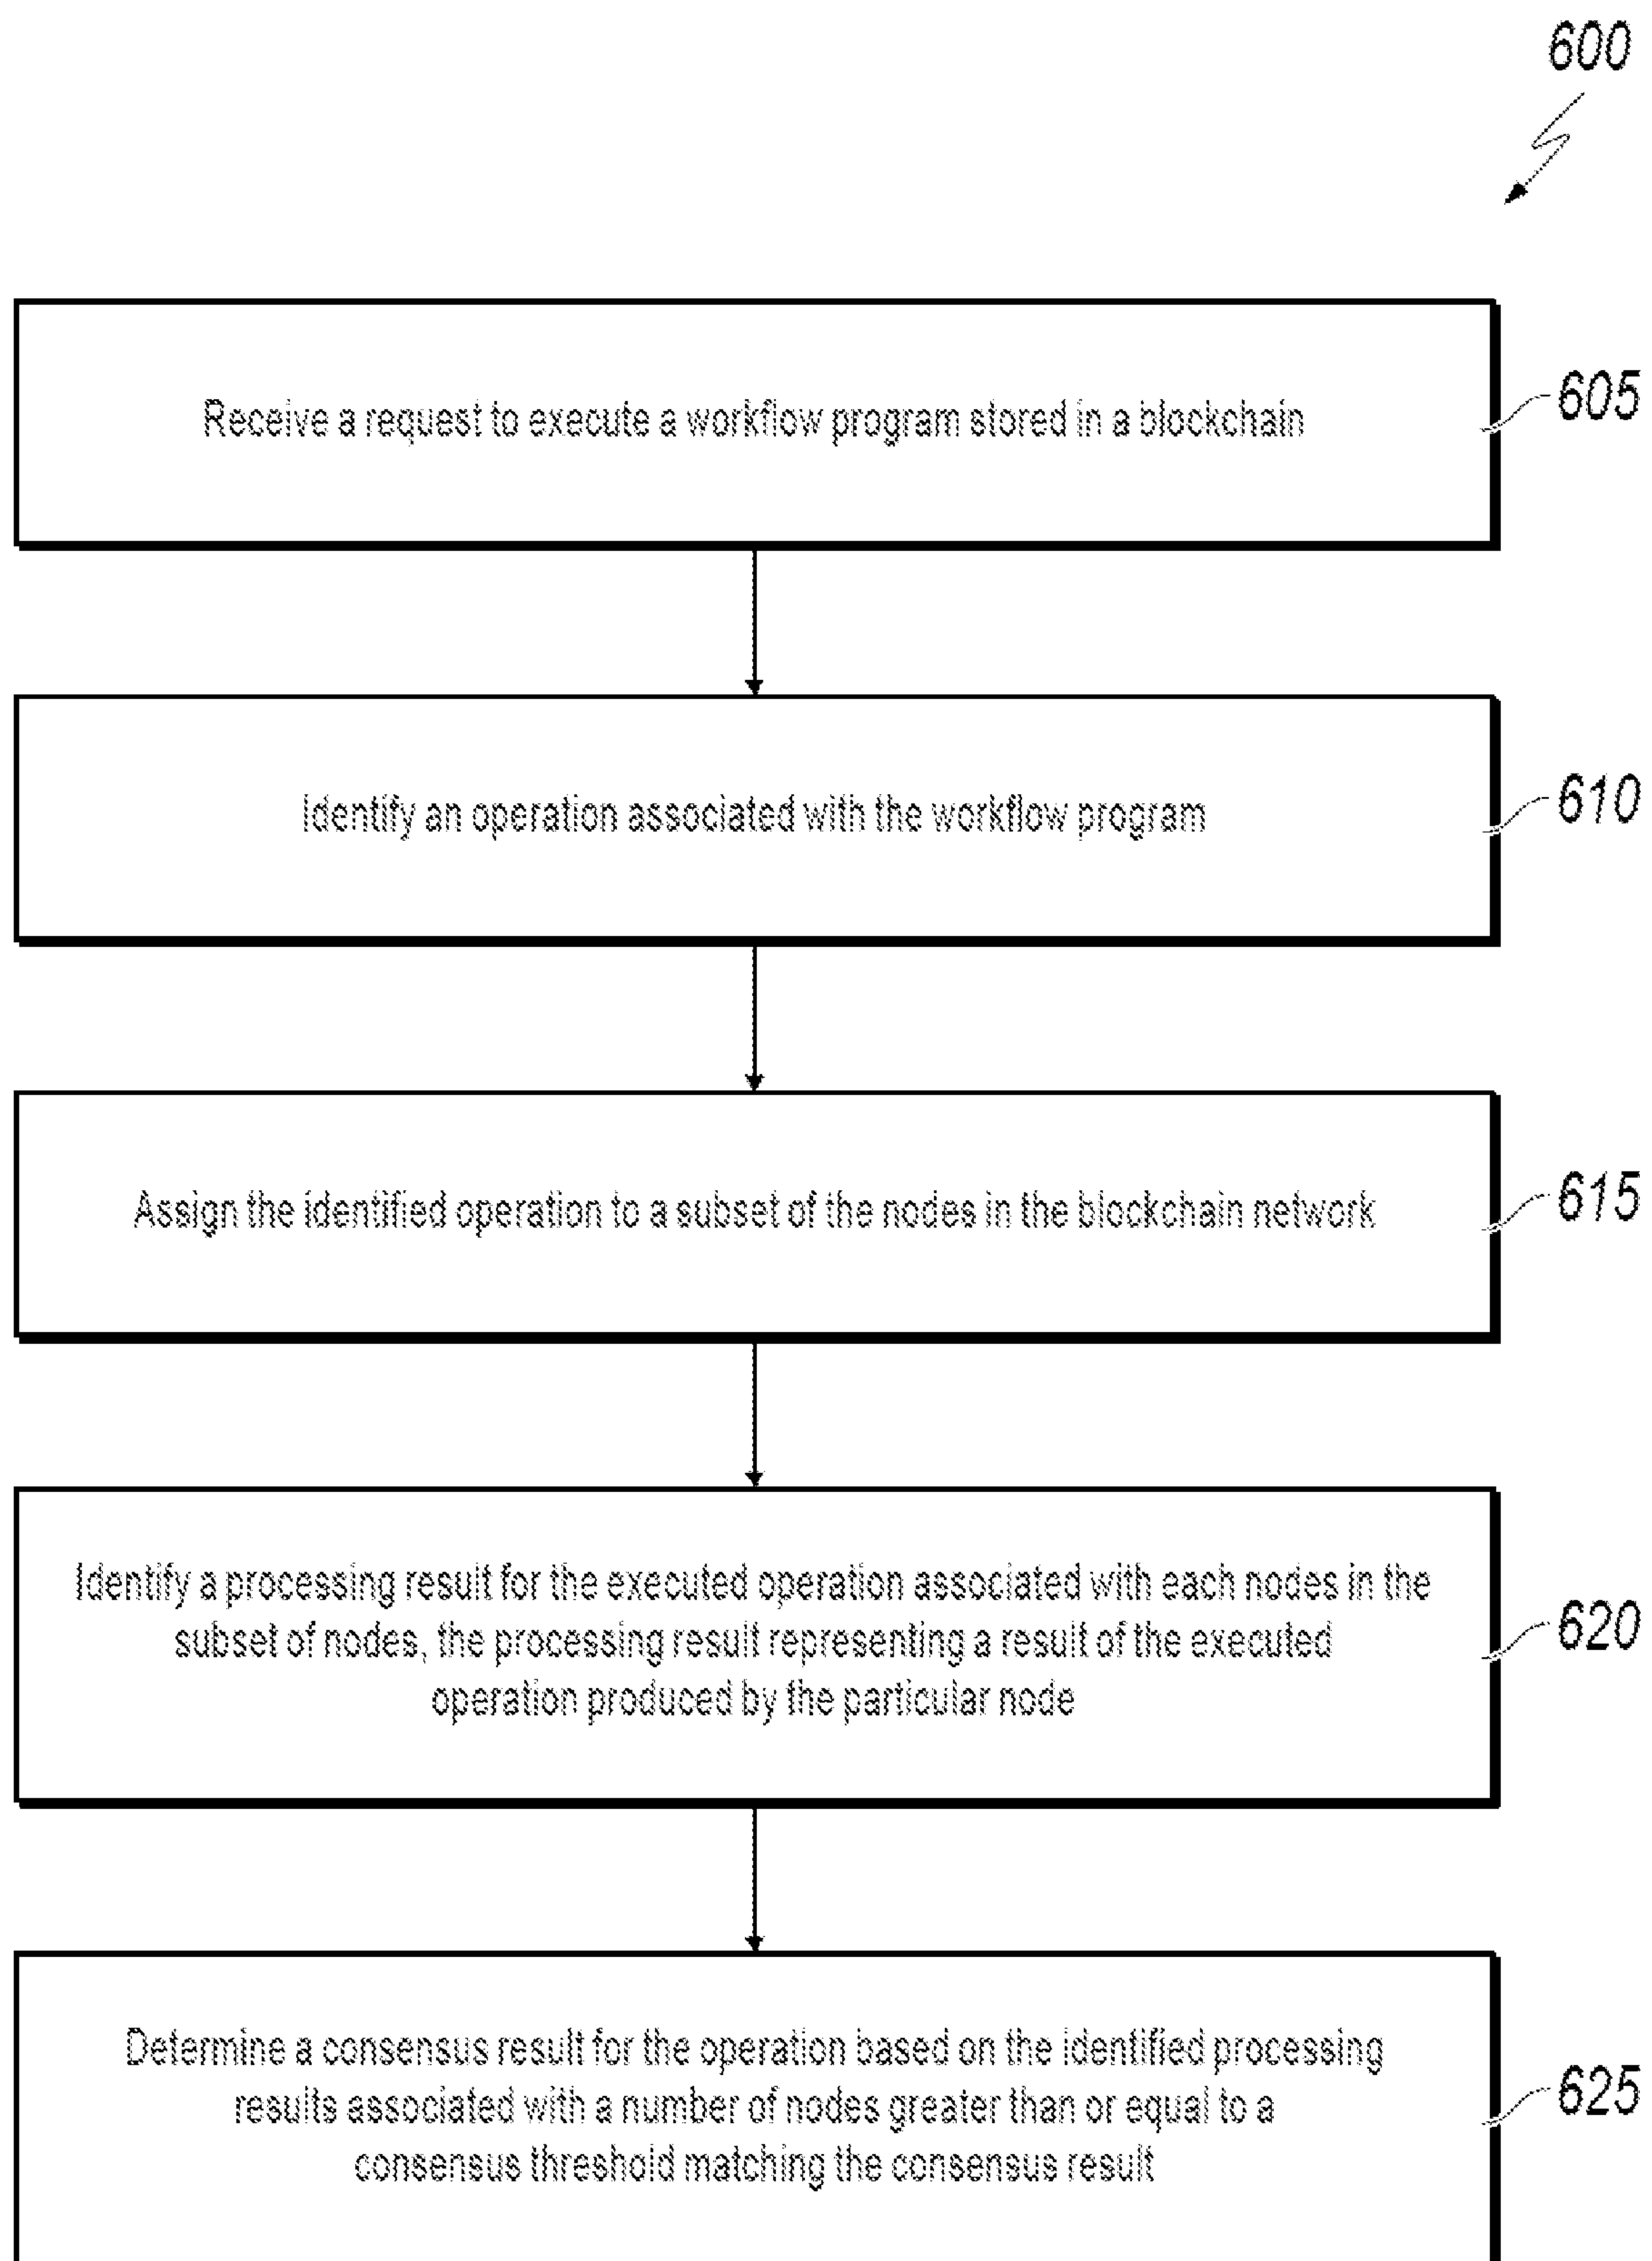 600
Receive a request to execute a workflow program stored in a blockchain
605
Identify an operation associated with the workflow program
610
Assign the identified operation to a subset of the nodes in the blockchain network
615
Identify a processing result for the executed operation associated with each nodes in the
subset of nodes, the processing result representing a result of the executed
operation produced by the particular node
620
Determine a consensus result for the operation based on the identified processing
results associated with a number of nodes greater than or equal to a
consensus threshold matching the consensus result
625